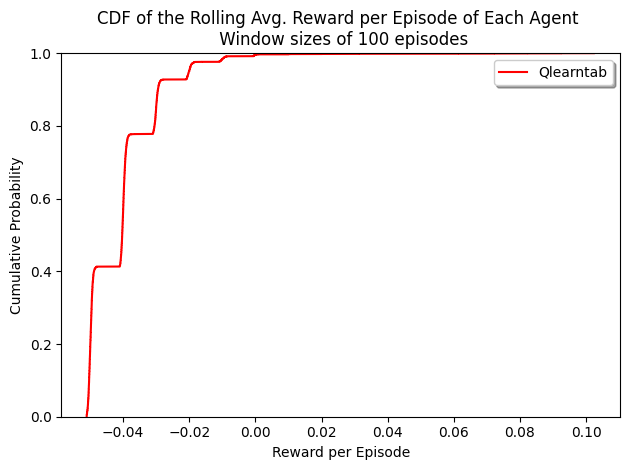 CDF of the Rolling Avg. Reward per Episode of Each Agent
Window sizes of 100 episodes
Qlearntab
1.0
0.8
0.6
0.4
0.2
0.0
Cumulative Probability
−0.04
−0.02
0.00
0.02
0.04
0.06
0.08
0.10
Reward per Episode